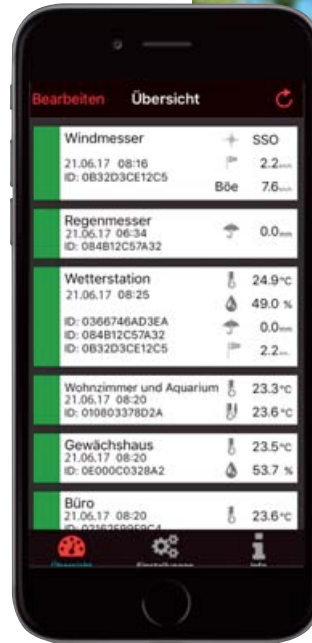 Bearbeiten Übersicht
Windmesser SSO
21.06.17 08:16 2.2
ID: 0B32D3CE12C5
Böe 7.6
Regenmesser
21.06.17 06:34 0.0
ID: 084B12C57A32
Wetterstation 24.9°C
21.06.17 08:25
49.0 %
ID: 0366746AD3EA
ID: 084B12C57A32 0.0
ID: 0B32D3CE12C5 2.2
Wohnzimmer und Aquarium 23.3°C
21.06.17 08:20
ID: 010803378D2A 23.6°C
Gewächshaus 23.5°C
21.06.17 08:20
ID: 0E000C0328A2 53.7 %
Büro
21.06.17 08:20 23.6°C
Übersicht Einstellungen Info